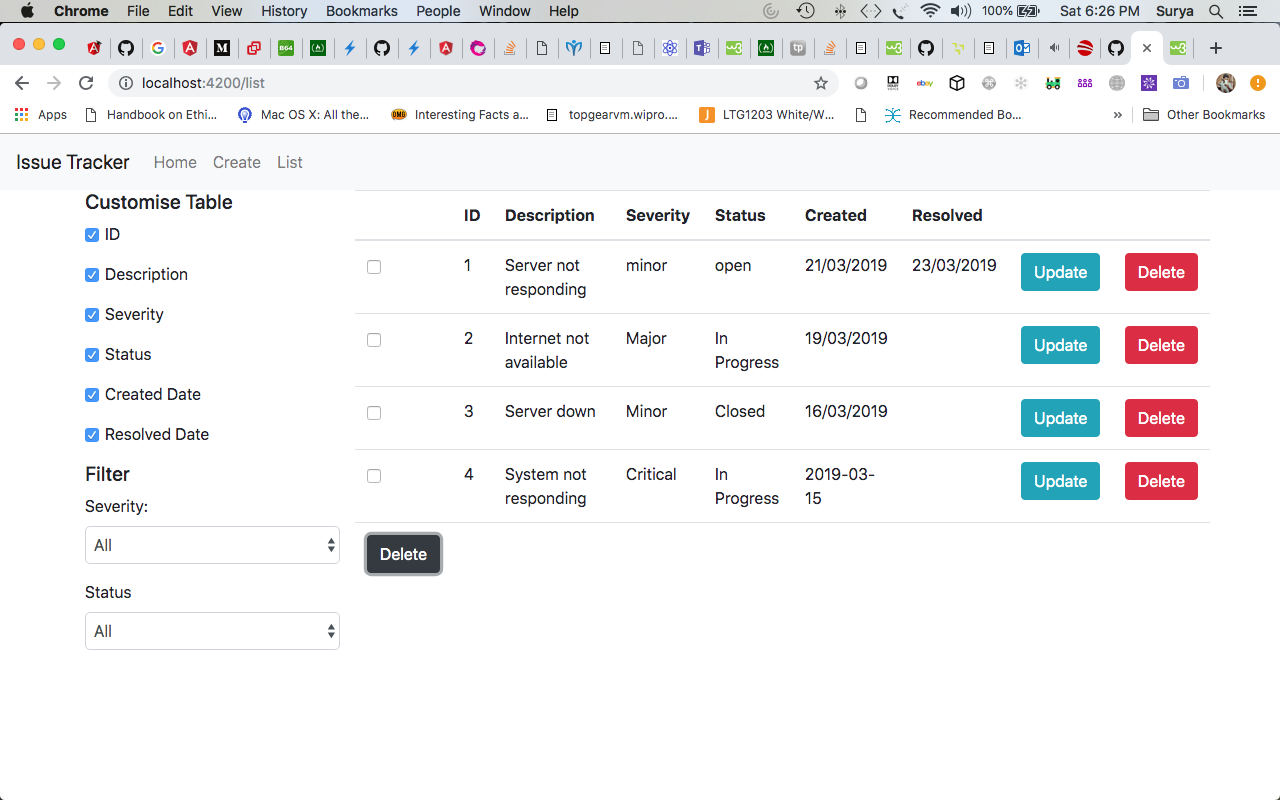 Chrome File Edit View History Bookmarks People Window Help 100% Sat 6:26 PM Surya
G M B64 tp
localhost:4200/list
ebay
Apps Handbook on Ethi... Mac OS X: All the... OMG Interesting Facts a... topgearvm.wipro.... LTG1203 White/W... Recommended Bo... » Other Bookmarks
Issue Tracker Home Create List
Customise Table
ID
Description
Severity
Status
Created Date
Resolved Date
Filter
Severity:
All
Status
All
ID Description Severity Status Created Resolved
1 Server not responding minor open 21/03/2019 23/03/2019 Update Delete
2 Internet not available Major In Progress 19/03/2019 Update Delete
3 Server down Minor Closed 16/03/2019 Update Delete
4 System not responding Critical In Progress 2019-03-15 Update Delete
Delete